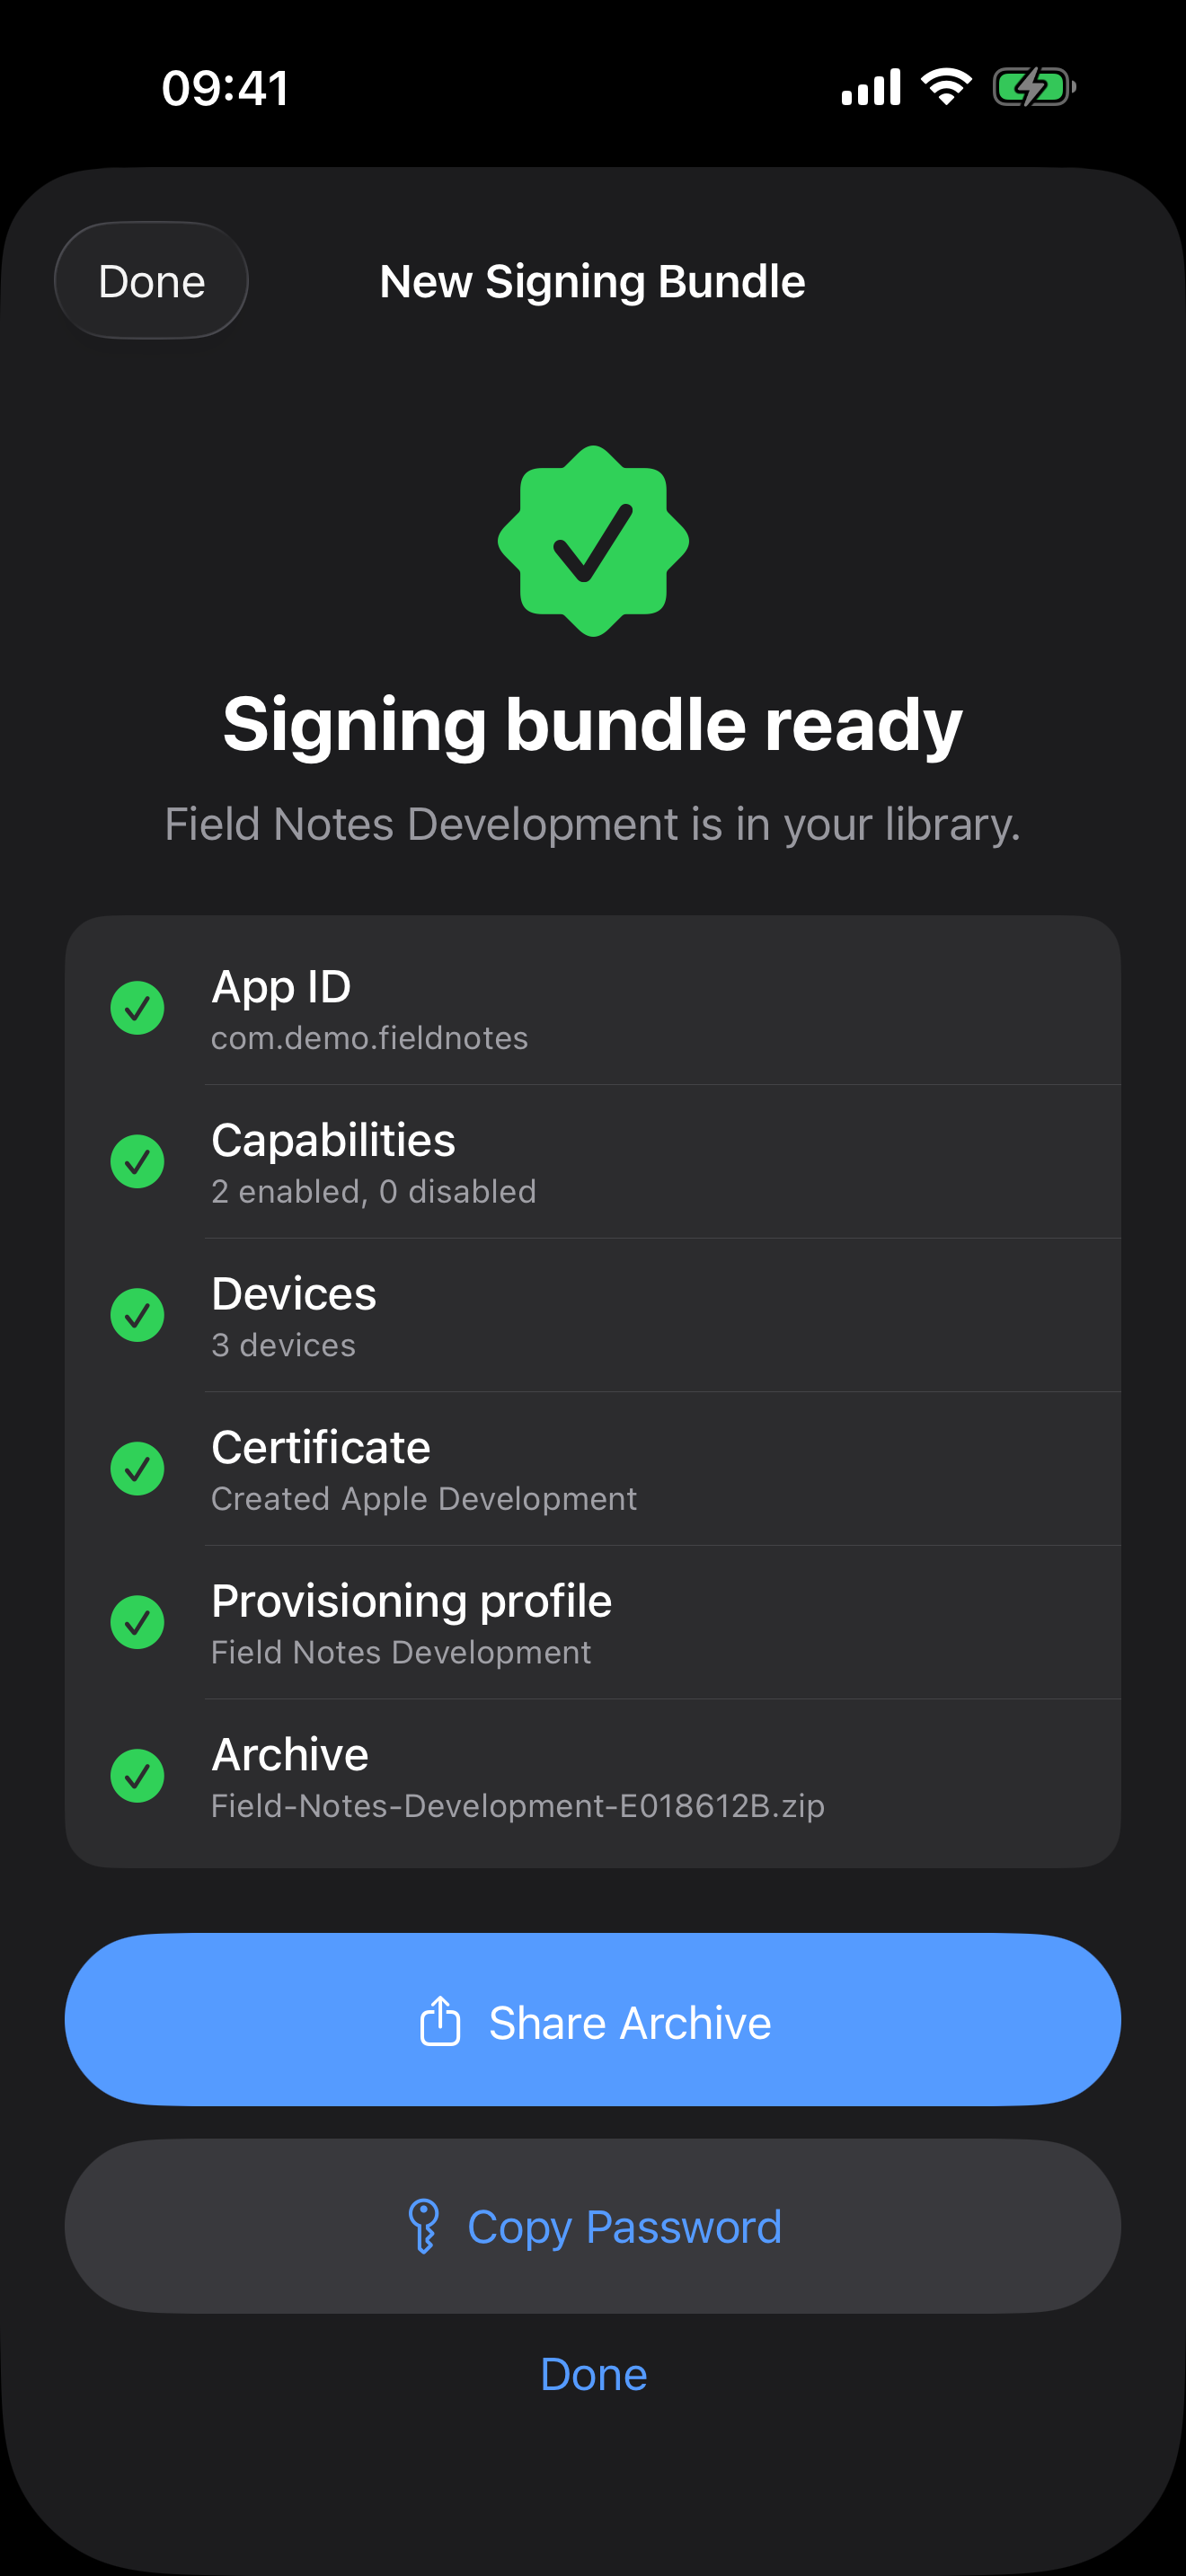 09:41
Done
New Signing Bundle
Signing bundle ready
Field Notes Development is in your library.
App ID
com.demo.fieldnotes
Capabilities
2 enabled, 0 disabled
Devices
3 devices
Certificate
Created Apple Development
Provisioning profile
Field Notes Development
Archive
Field-Notes-Development-E018612B.zip
Share Archive
Copy Password
Done